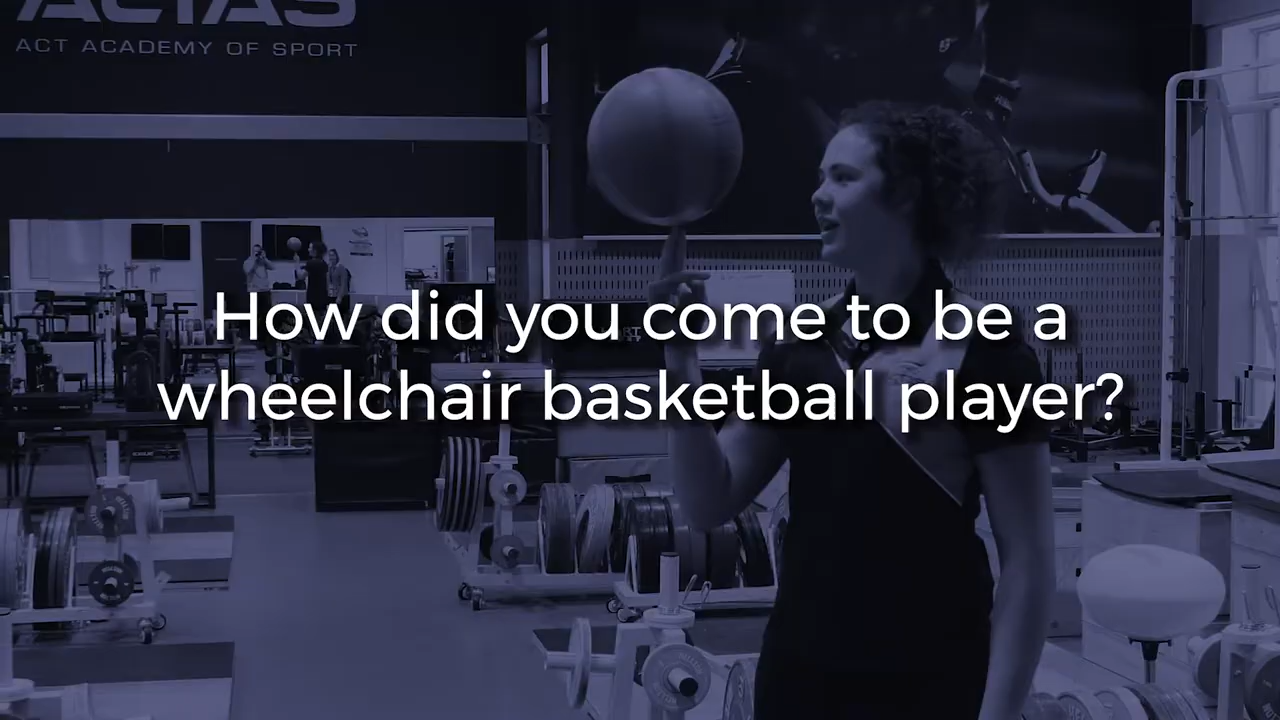 ACTAS
ACT ACADEMY OF SPORT
How did you come to be a
wheelchair basketball player?